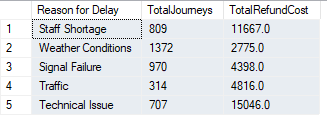 Reason for Delay TotalJourneys TotalRefundCost
1 Staff Shortage 809 11667.0
2 Weather Conditions 1372 2775.0
3 Signal Failure 970 4398.0
4 Traffic 314 4816.0
5 Technical Issue 707 15046.0